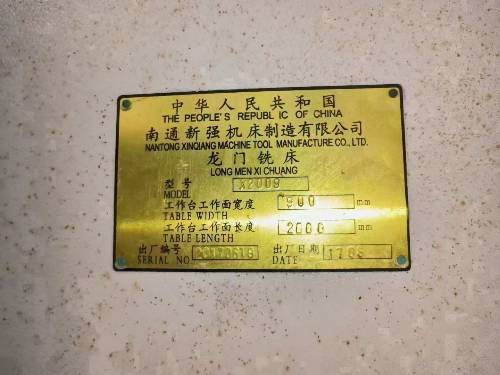 中华人民共和国
THE PEOPLE'S REPUBLIC OF CHINA
南通新强机床制造有限公司
NANTONG XINQIANG MACHINE TOOL MANUFACTURE CO., LTD.
龙门铣床
LONG MEN XI CHUANG
型号 X2009
MODEL
工作台工作面宽度 900 mm
TABLE WIDTH
工作台工作面长度 2000 mm
TABLE LENGTH
出厂编号 出厂日期
SERIAL NO DATE